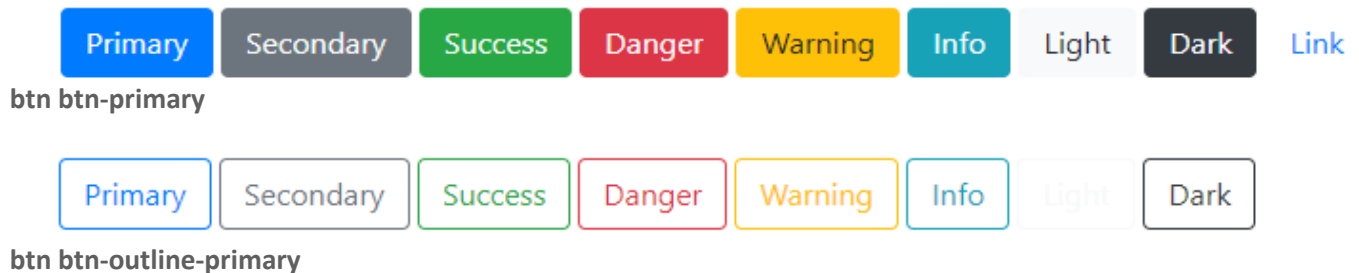 Primary Secondary Success Danger Warning Info Light Dark Link
btn btn-primary
Primary Secondary Success Danger Warning Info Light Dark
btn btn-outline-primary